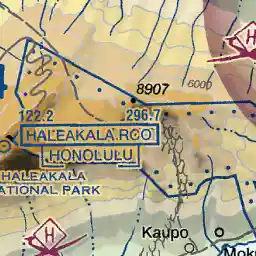 8907
6000
122.2 296.7
HALEAKALA RCO
HONOLULU
HALEAKALA
NATIONAL PARK
H
H
Kaupo
Mok